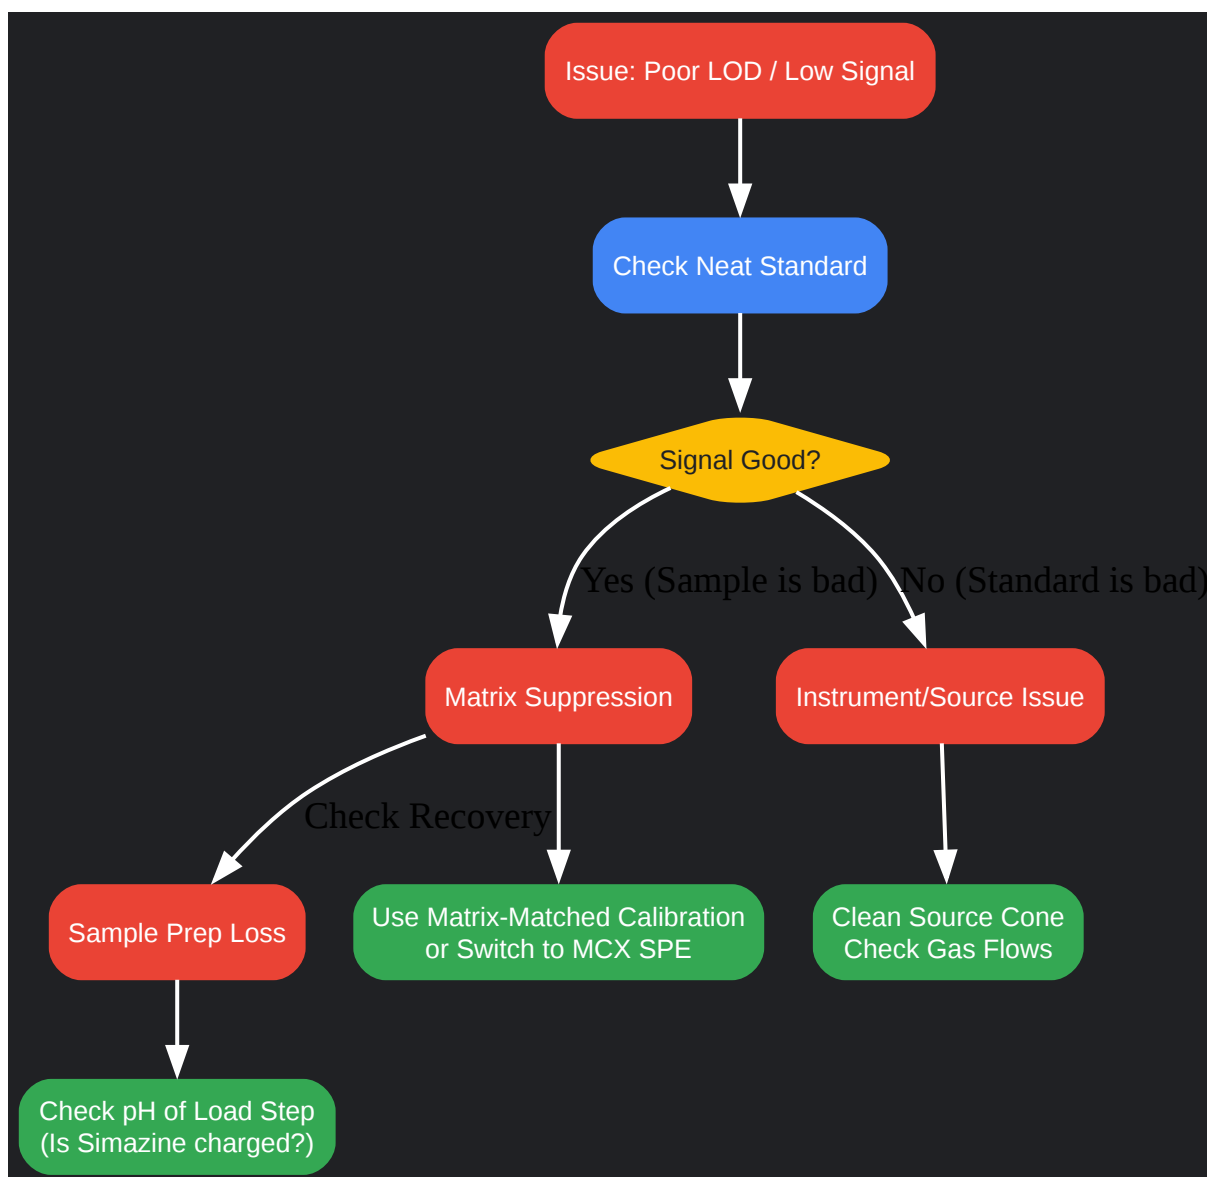 Issue: Poor LOD / Low Signal
Check Neat Standard
Signal Good?
Yes (Sample is bad)
No (Standard is bad)
Matrix Suppression
Instrument/Source Issue
Check Recovery
Sample Prep Loss
Use Matrix-Matched Calibration
or Switch to MCX SPE
Clean Source Cone
Check Gas Flows
Check pH of Load Step
(Is Simazine charged?)